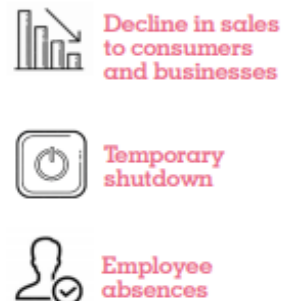 Decline in sales
to consumers
and businesses
Temporary
shutdown
Employee
absences